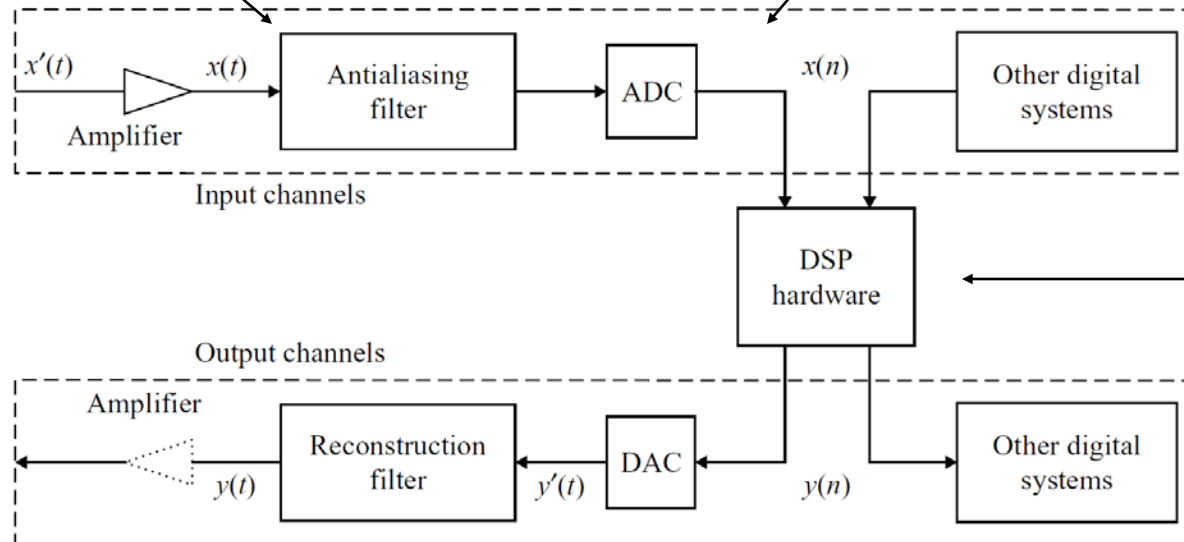 x′(t)
x(t)
Amplifier
Antialiasing
filter
ADC
x(n)
Other digital
systems
Input channels
DSP
hardware
Output channels
Amplifier
y(t)
Reconstruction
filter
y′(t)
DAC
y(n)
Other digital
systems